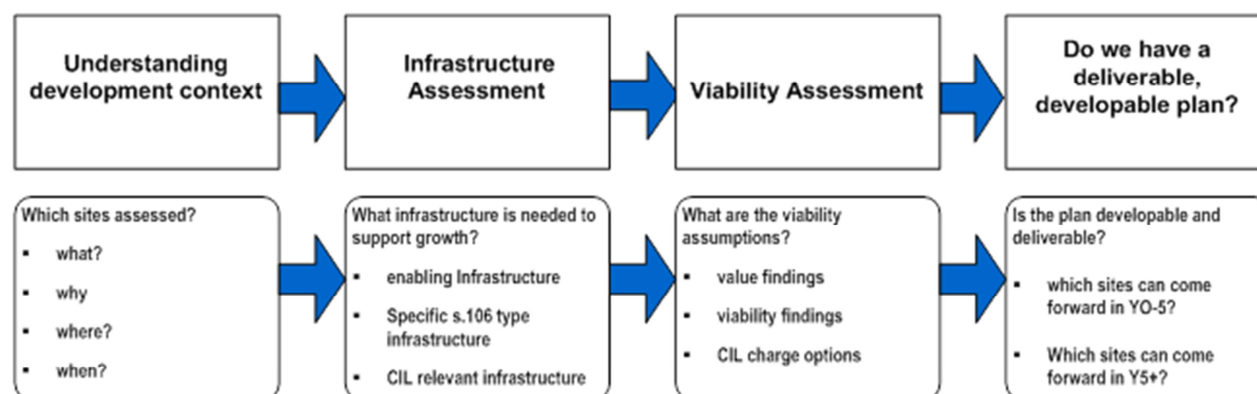 Understanding
development context
Infrastructure
Assessment
Viability Assessment
Do we have a
deliverable,
developable plan?
Which sites assessed?
▪ what?
▪ why
▪ where?
▪ when?
What infrastructure is needed to
support growth?
▪ enabling Infrastructure
▪ Specific s.106 type
infrastructure
▪ CIL relevant infrastructure
What are the viability
assumptions?
▪ value findings
▪ viability findings
▪ CIL charge options
Is the plan developable and
deliverable?
▪ which sites can come
forward in YO-5?
▪ Which sites can come
forward in Y5+?